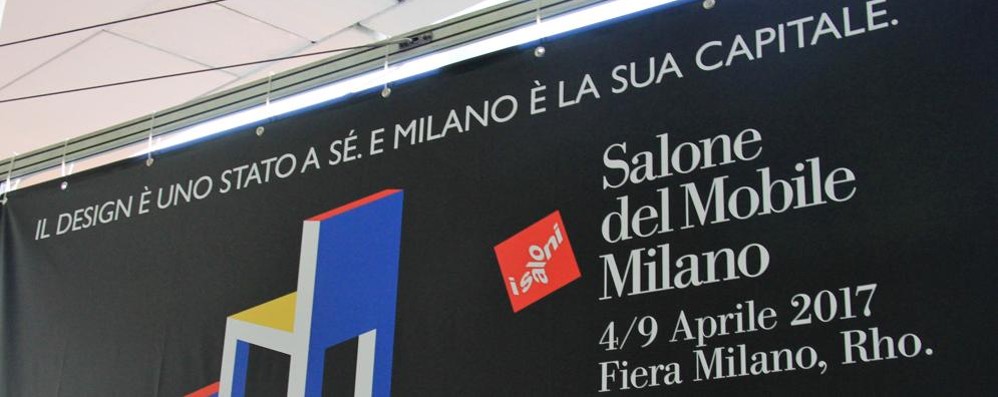 IL DESIGN È UNO STATO A SÉ. E MILANO È LA SUA CAPITALE.
i saloni
Salone
del Mobile
Milano
4/9 Aprile 2017
Fiera Milano, Rho.